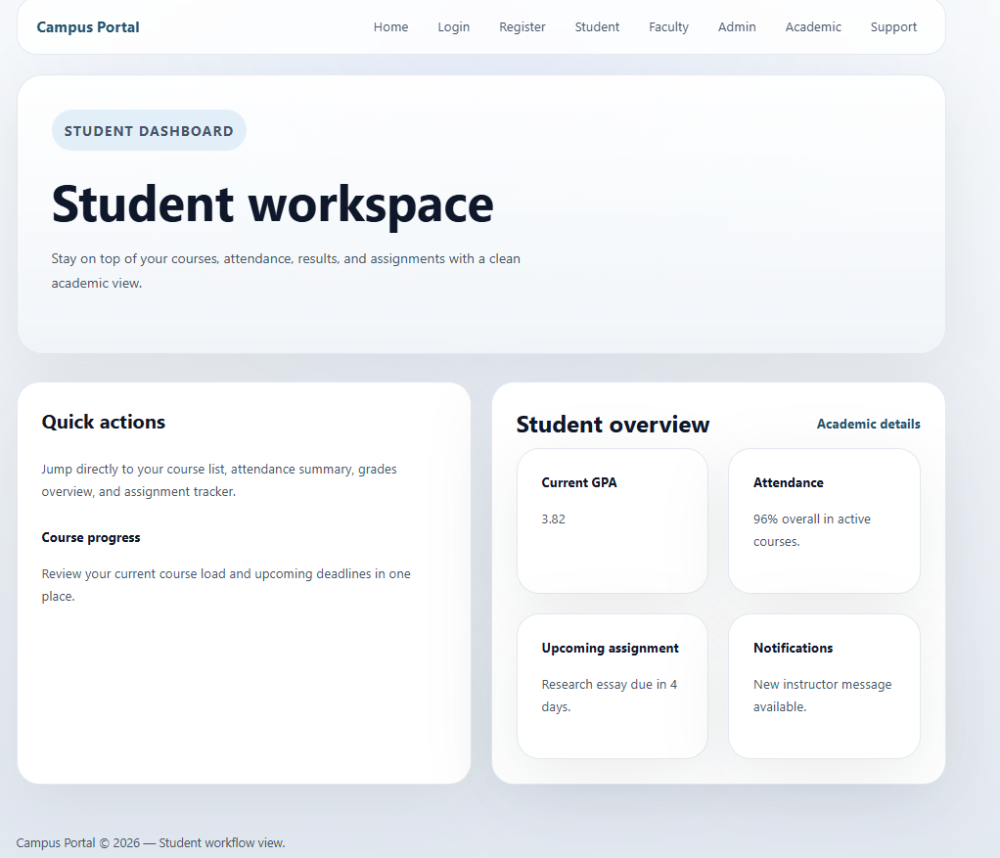 Campus Portal
Home Login Register Student Faculty Admin Academic Support
STUDENT DASHBOARD
Student workspace
Stay on top of your courses, attendance, results, and assignments with a clean
academic view.
Quick actions
Jump directly to your course list, attendance summary, grades
overview, and assignment tracker.
Course progress
Review your current course load and upcoming deadlines in one
place.
Student overview
Academic details
Current GPA
3.82
Attendance
96% overall in active
courses.
Upcoming assignment
Research essay due in 4
days.
Notifications
New instructor message
available.
Campus Portal © 2026 — Student workflow view.